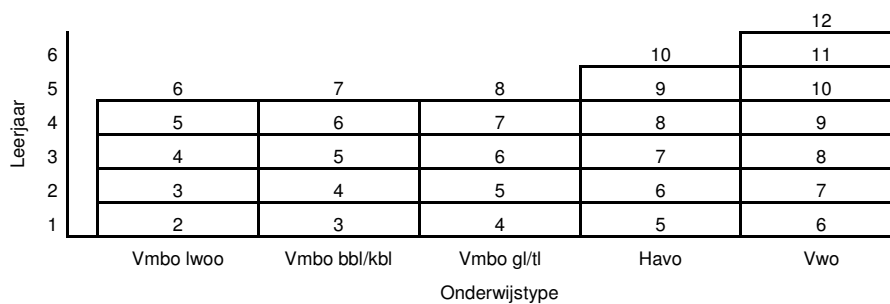 12
6 10 11
5 6 7 8 9 10
4 5 6 7 8 9
3 4 5 6 7 8
2 3 4 5 6 7
1 2 3 4 5 6
Leerjaar
Vmbo lwoo Vmbo bbl/kbl Vmbo gl/tl Havo Vwo
Onderwijstype